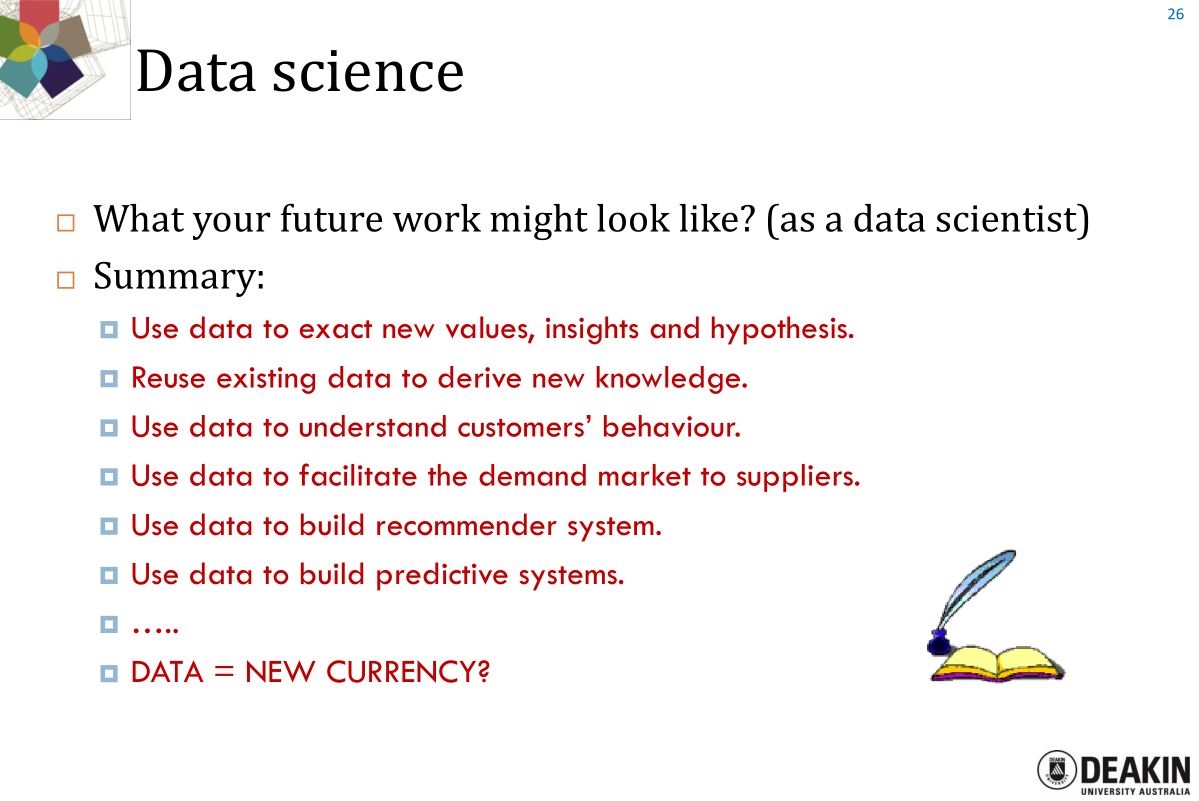 26
Data science
What your future work might look like? (as a data scientist)
Summary:
Use data to exact new values, insights and hypothesis.
Reuse existing data to derive new knowledge.
Use data to understand customers’ behaviour.
Use data to facilitate the demand market to suppliers.
Use data to build recommender system.
Use data to build predictive systems.
.....
DATA = NEW CURRENCY?
DEAKIN
UNIVERSITY
DEAKIN
UNIVERSITY AUSTRALIA